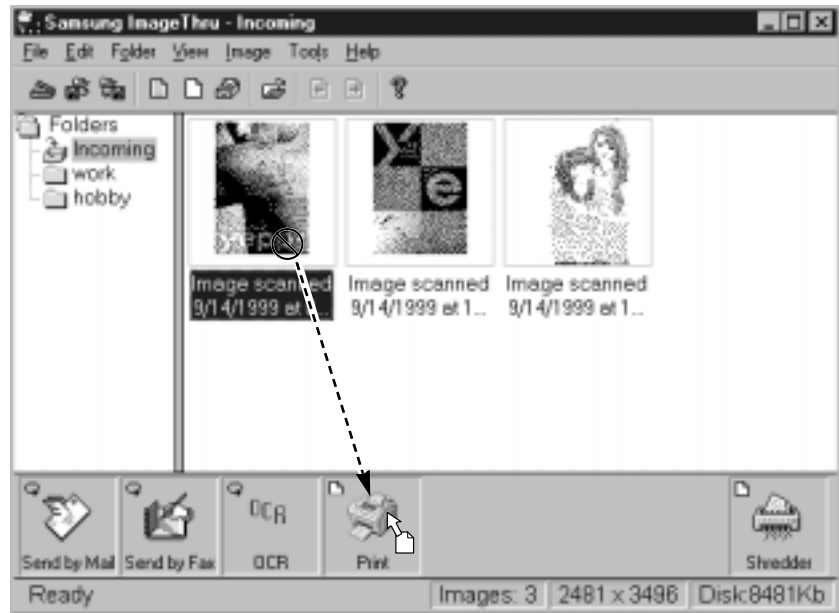 Samsung ImageThru - Incoming
File Edit Folder View Image Tools Help
Folders
Incoming
work
hobby
Image scanned
9/14/1999 at
Image scanned
9/14/1999 at 1...
Image scanned
9/14/1999 at 1...
OCR
Send by Mail Send by Fax OCR Print Shredder
Ready Images: 3 2481 x 3496 Disk:8481Kb